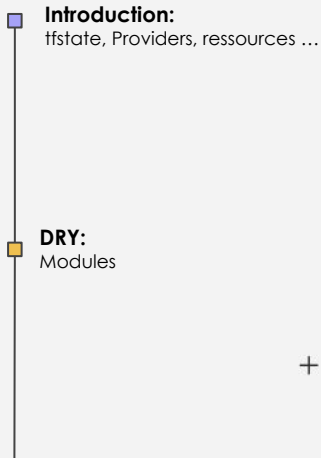 Introduction:
tfstate, Providers, ressources …
DRY:
Modules